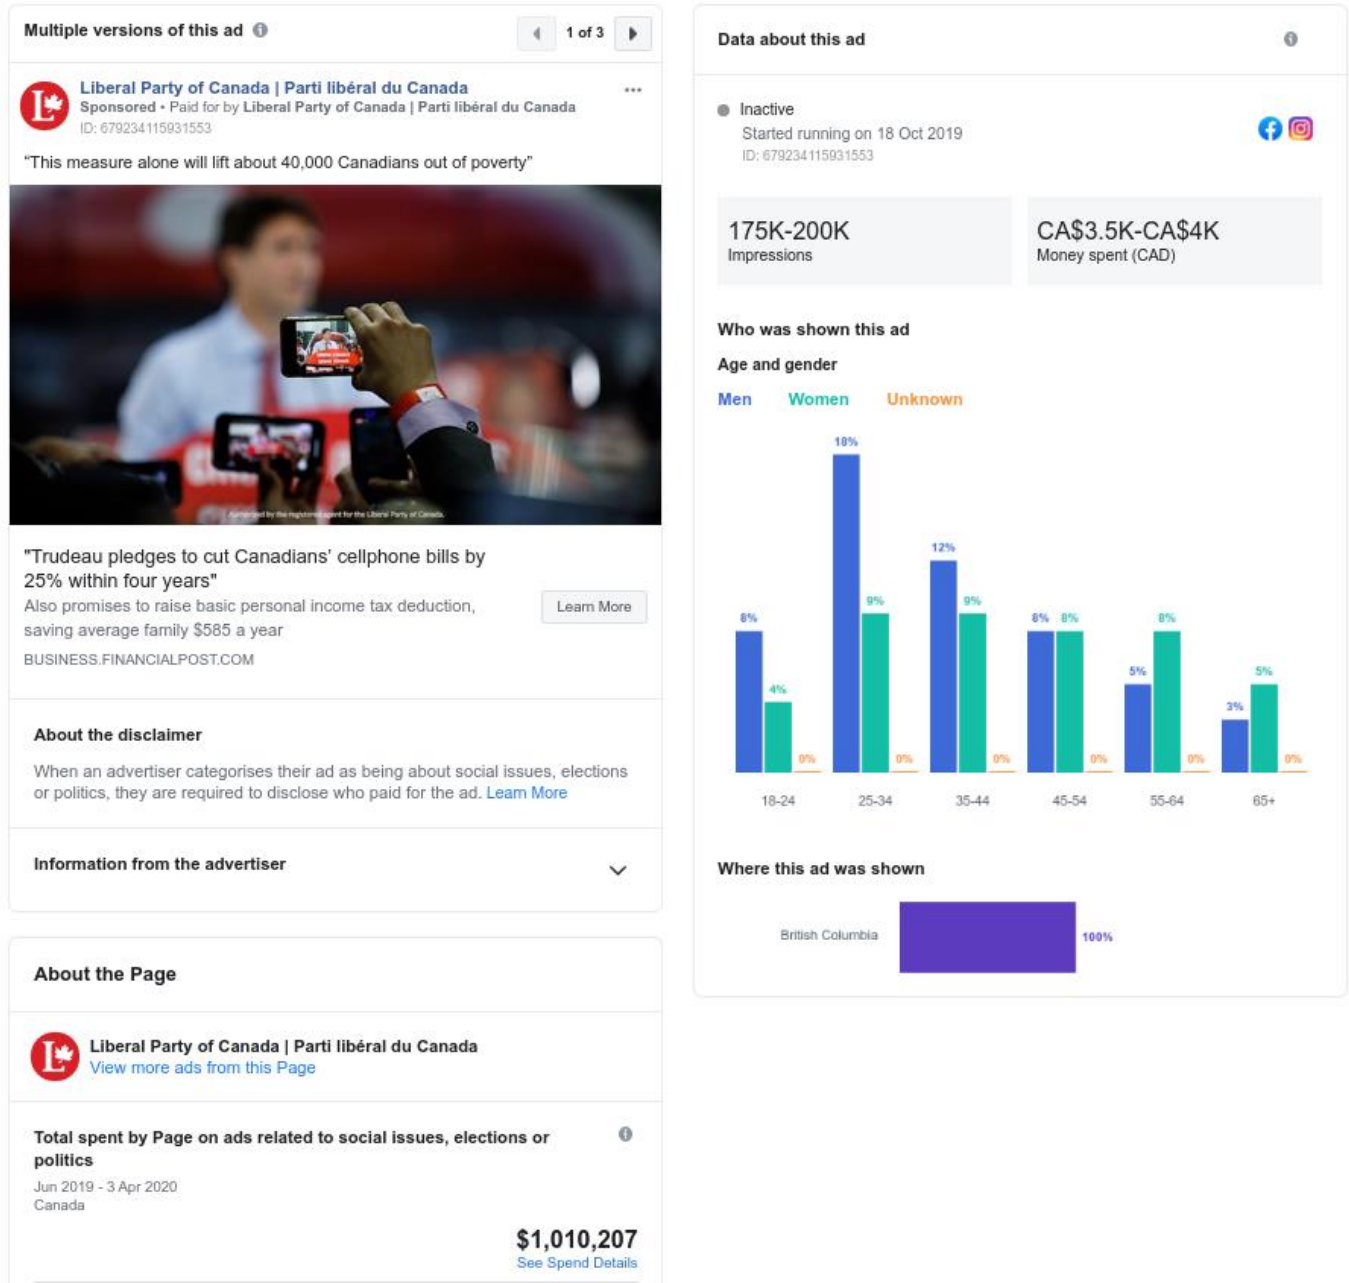 Multiple versions of this ad
1 of 3
Liberal Party of Canada | Parti libéral du Canada
Sponsored • Paid for by Liberal Party of Canada | Parti libéral du Canada
ID: 679234115931553
“This measure alone will lift about 40,000 Canadians out of poverty”
Authorized by the registered agent for the Liberal Party of Canada.
"Trudeau pledges to cut Canadians’ cellphone bills by
25% within four years"
Also promises to raise basic personal income tax deduction,
saving average family $585 a year
BUSINESS.FINANCIALPOST.COM
Learn More
About the disclaimer
When an advertiser categorises their ad as being about social issues, elections
or politics, they are required to disclose who paid for the ad. Learn More
Information from the advertiser
About the Page
Liberal Party of Canada | Parti libéral du Canada
View more ads from this Page
Total spent by Page on ads related to social issues, elections or
politics
Jun 2019 - 3 Apr 2020
Canada
$1,010,207
See Spend Details
Data about this ad
Inactive
Started running on 18 Oct 2019
ID: 679234115931553
175K-200K
Impressions
CA$3.5K-CA$4K
Money spent (CAD)
Who was shown this ad
Age and gender
Men Women Unknown
18%
12%
9% 9%
8% 8% 8% 8%
5% 5%
4%
3%
0% 0% 0% 0% 0% 0%
18-24 25-34 35-44 45-54 55-64 65+
Where this ad was shown
British Columbia 100%